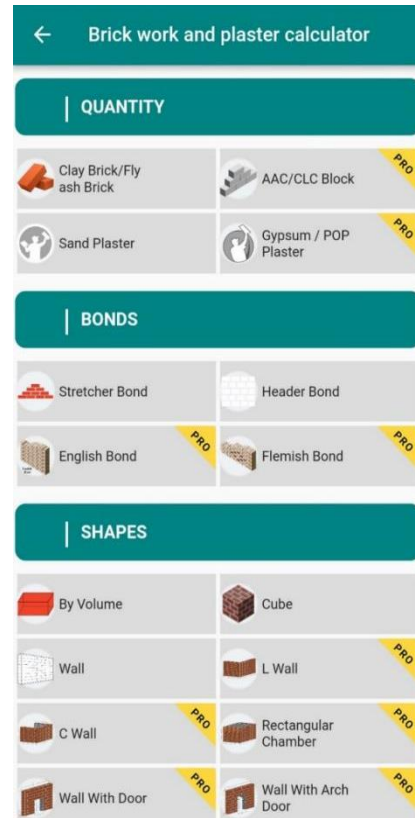 Brick work and plaster calculator
QUANTITY
Clay Brick/Fly
ash Brick
AAC/CLC Block
PRO
Sand Plaster
Gypsum / POP
Plaster
PRO
BONDS
Stretcher Bond
Header Bond
English Bond
PRO
Flemish Bond
PRO
SHAPES
By Volume
Cube
Wall
L Wall
PRO
C Wall
PRO
Rectangular
Chamber
PRO
Wall With Door
PRO
Wall With Arch
Door
PRO